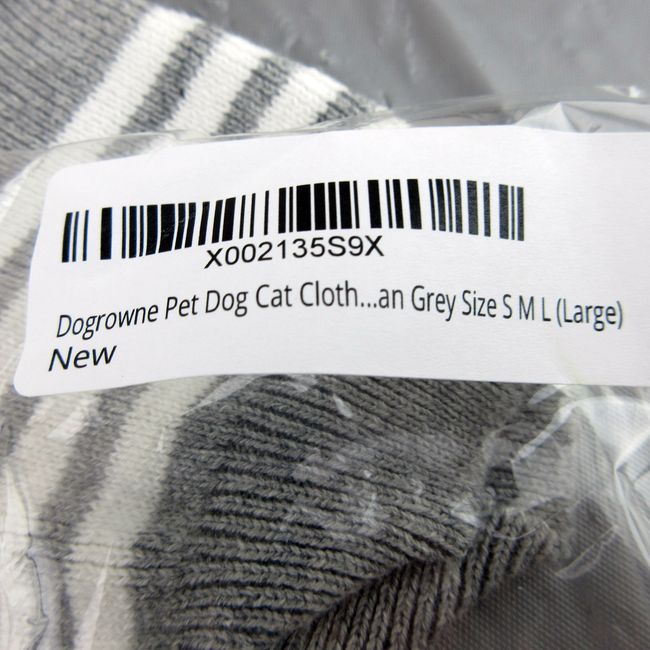 X002135S9X
Dogrowne Pet Dog Cat Cloth...an Grey Size S M L (Large)
New